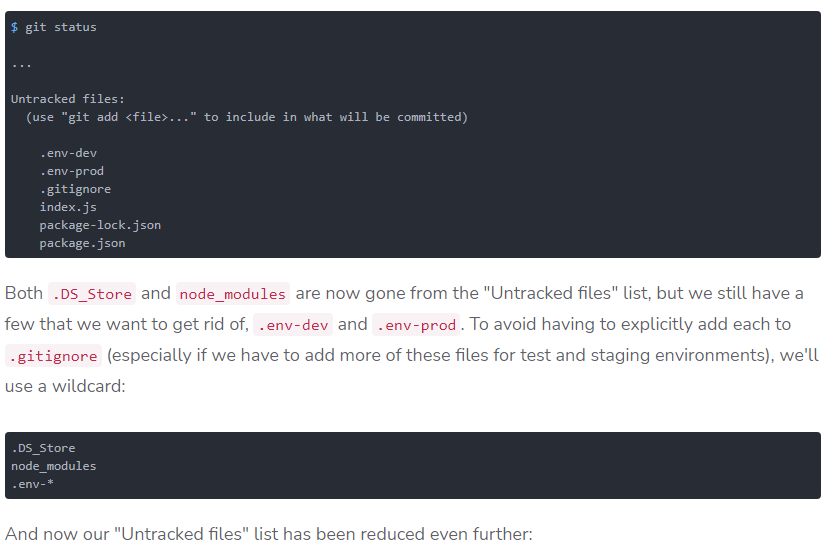 $ git status
...
Untracked files:
(use "git add <file>..." to include in what will be committed)
.env-dev
.env-prod
.gitignore
index.js
package-lock.json
package.json
Both .DS_Store and node_modules are now gone from the "Untracked files" list, but we still have a
few that we want to get rid of, .env-dev and .env-prod. To avoid having to explicitly add each to
.gitignore (especially if we have to add more of these files for test and staging environments), we'll
use a wildcard:
.DS_Store
node_modules
.env-*
And now our "Untracked files" list has been reduced even further: